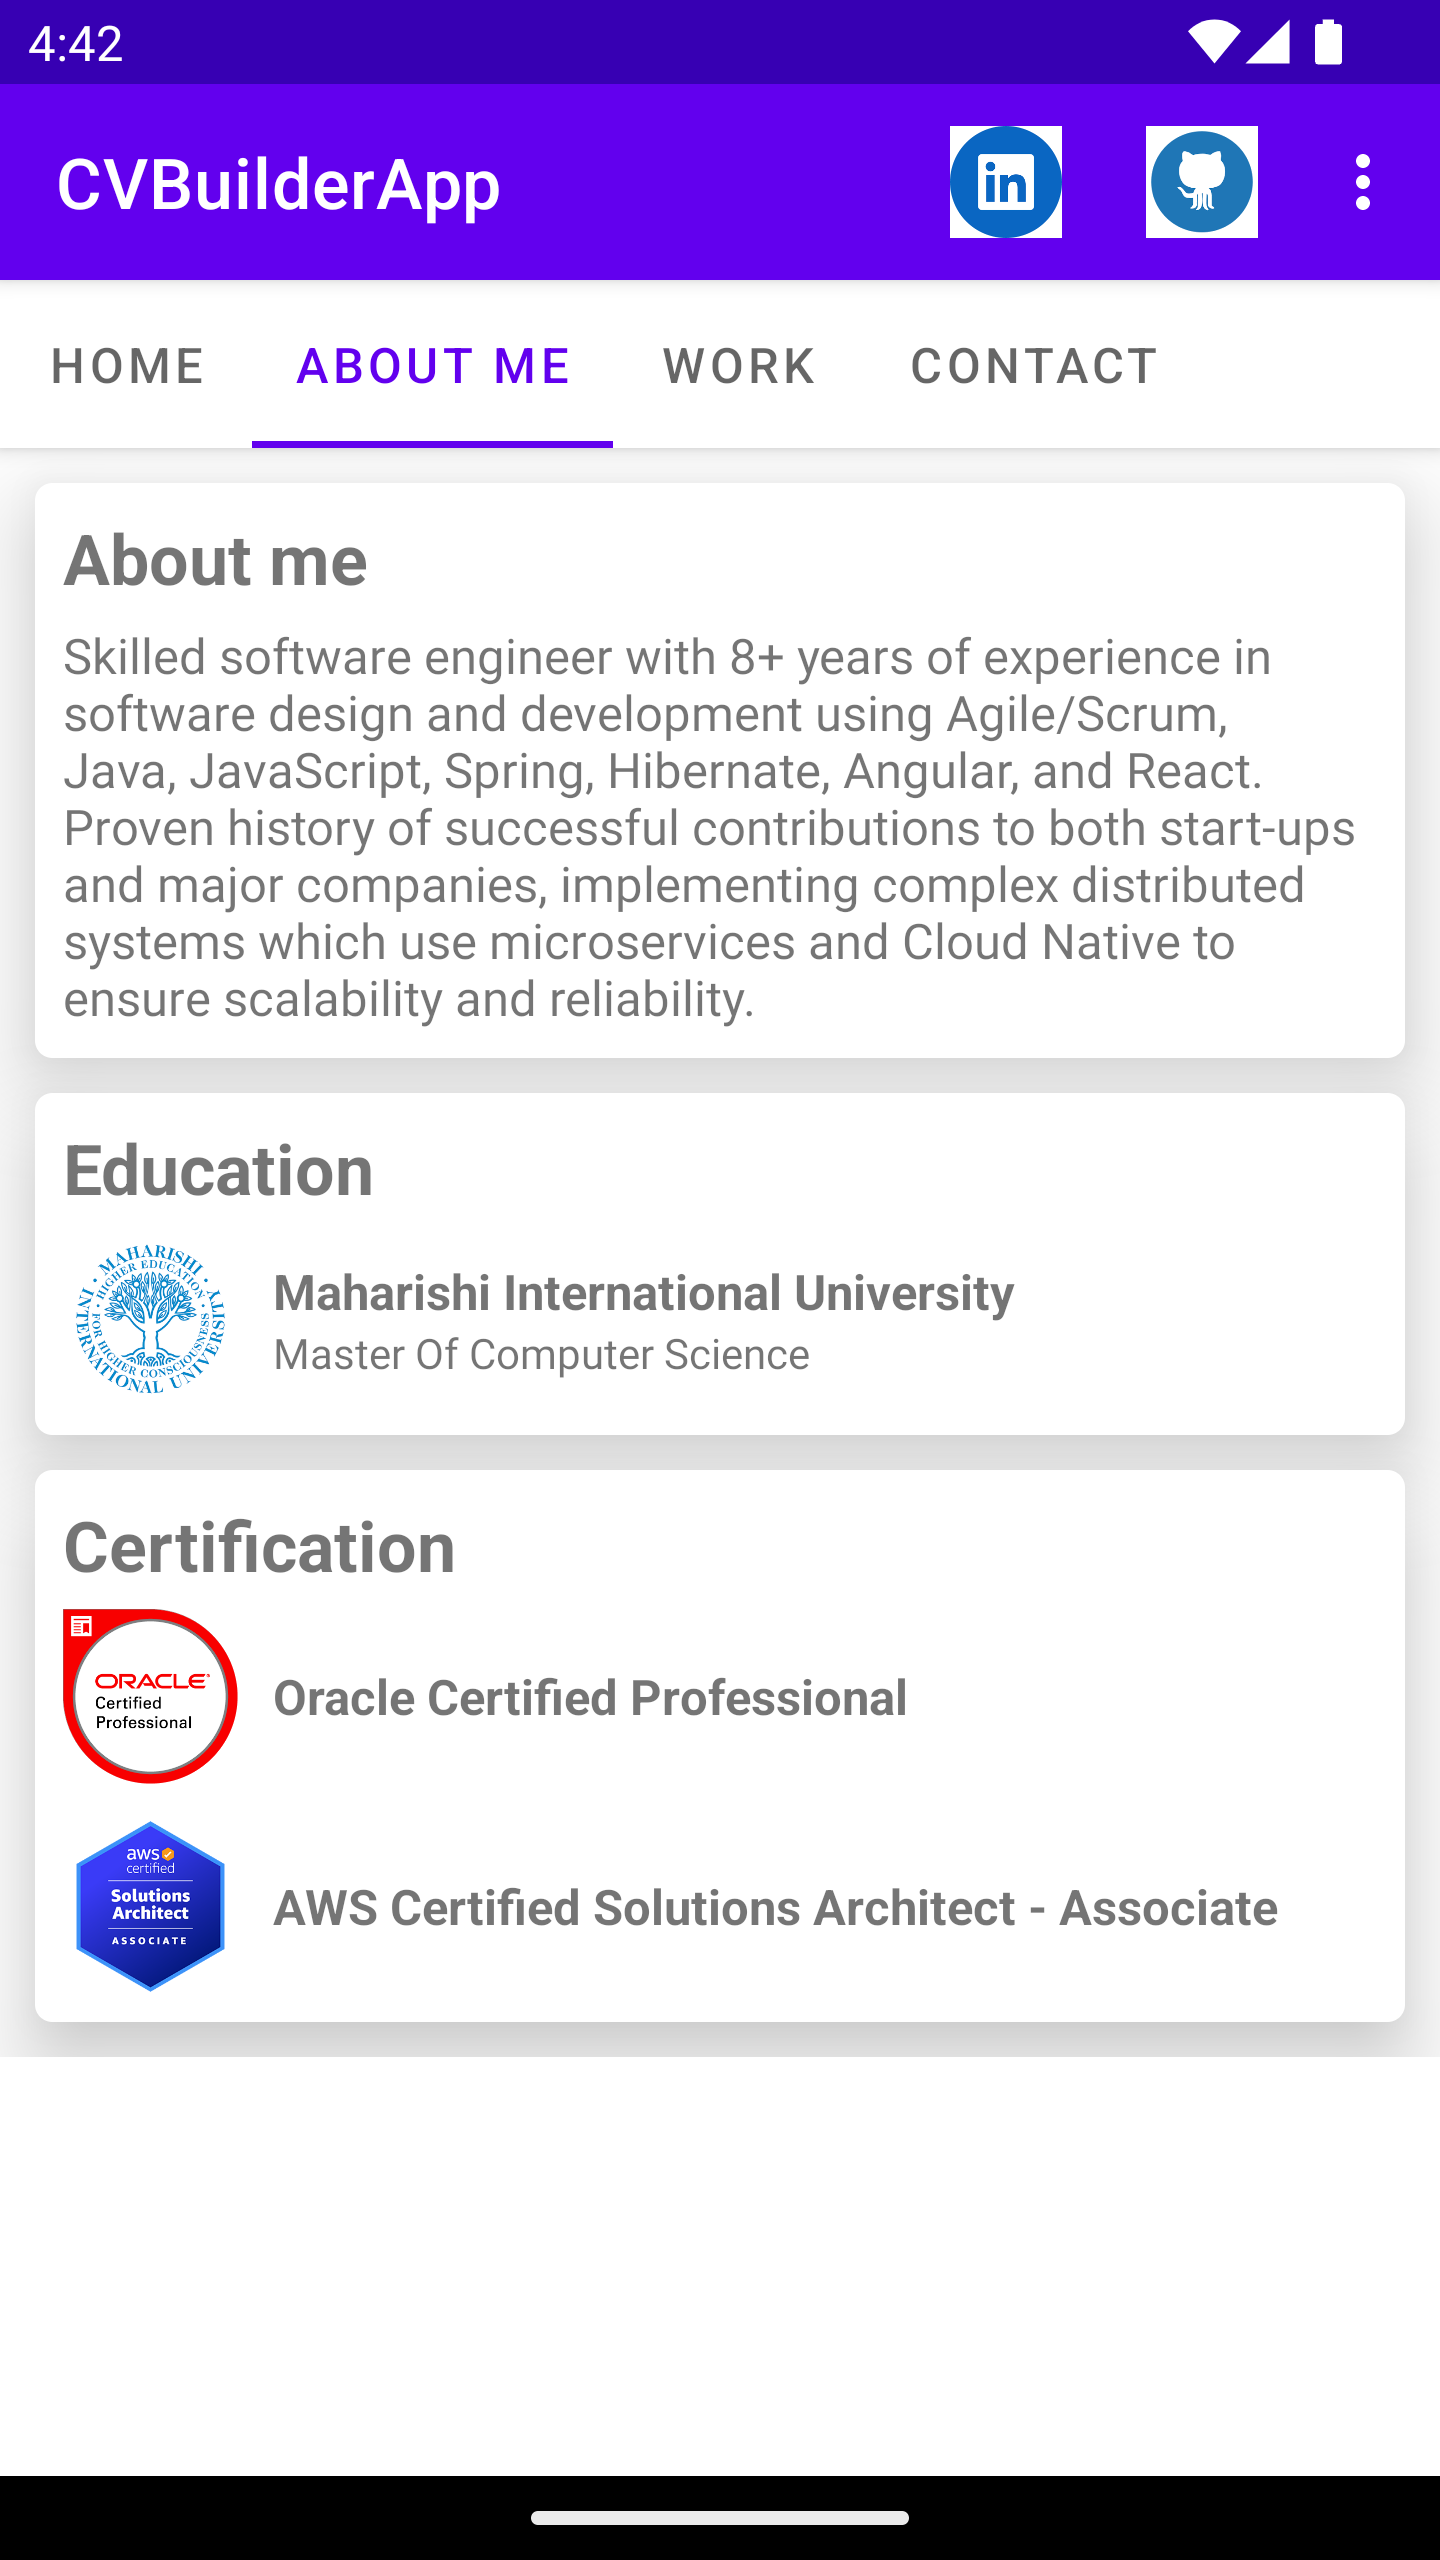 4:42
CVBuilderApp
in
HOME ABOUT ME WORK CONTACT
About me
Skilled software engineer with 8+ years of experience in
software design and development using Agile/Scrum,
Java, JavaScript, Spring, Hibernate, Angular, and React.
Proven history of successful contributions to both start-ups
and major companies, implementing complex distributed
systems which use microservices and Cloud Native to
ensure scalability and reliability.
Education
MAHARISHI INTERNATIONAL UNIVERSITY
HIGHER EDUCATION FOR HIGHER CONSCIOUSNESS
Maharishi International University
Master Of Computer Science
Certification
ORACLE
Certified
Professional
Oracle Certified Professional
aws
certified
Solutions
Architect
ASSOCIATE
AWS Certified Solutions Architect - Associate